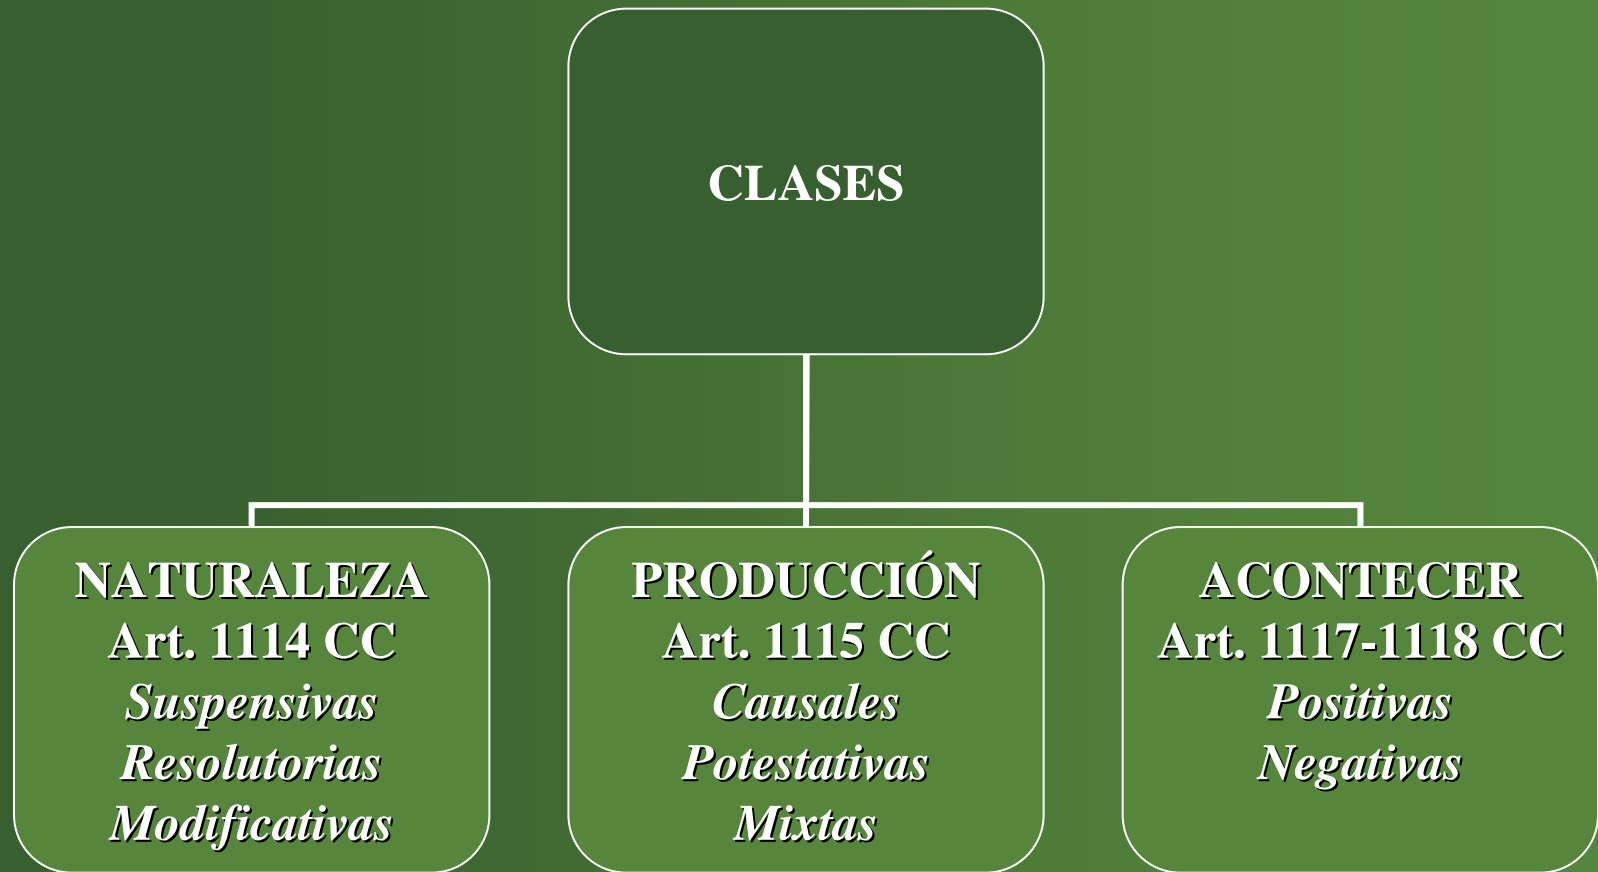 CLASES
NATURALEZA
Art. 1114 CC
Suspensivas
Resolutorias
Modificativas
PRODUCCIÓN
Art. 1115 CC
Causales
Potestativas
Mixtas
ACONTECER
Art. 1117-1118 CC
Positivas
Negativas